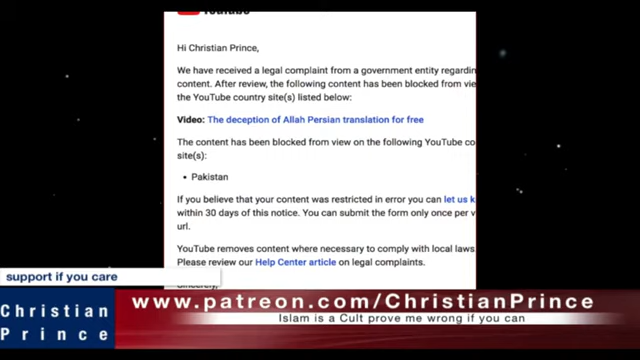 YouTube
Hi Christian Prince,
We have received a legal complaint from a government entity regardin
content. After review, the following content has been blocked from vie
the YouTube country site(s) listed below:
Video: The deception of Allah Persian translation for free
The content has been blocked from view on the following YouTube co
site(s):
• Pakistan
If you believe that your content was restricted in error you can let us k
within 30 days of this notice. You can submit the form only once per v
url.
YouTube removes content where necessary to comply with local laws
Please review our Help Center article on legal complaints.
Sincerely,
support if you care
Christian
Prince
www.patreon.com/ChristianPrince
Islam is a Cult prove me wrong if you can